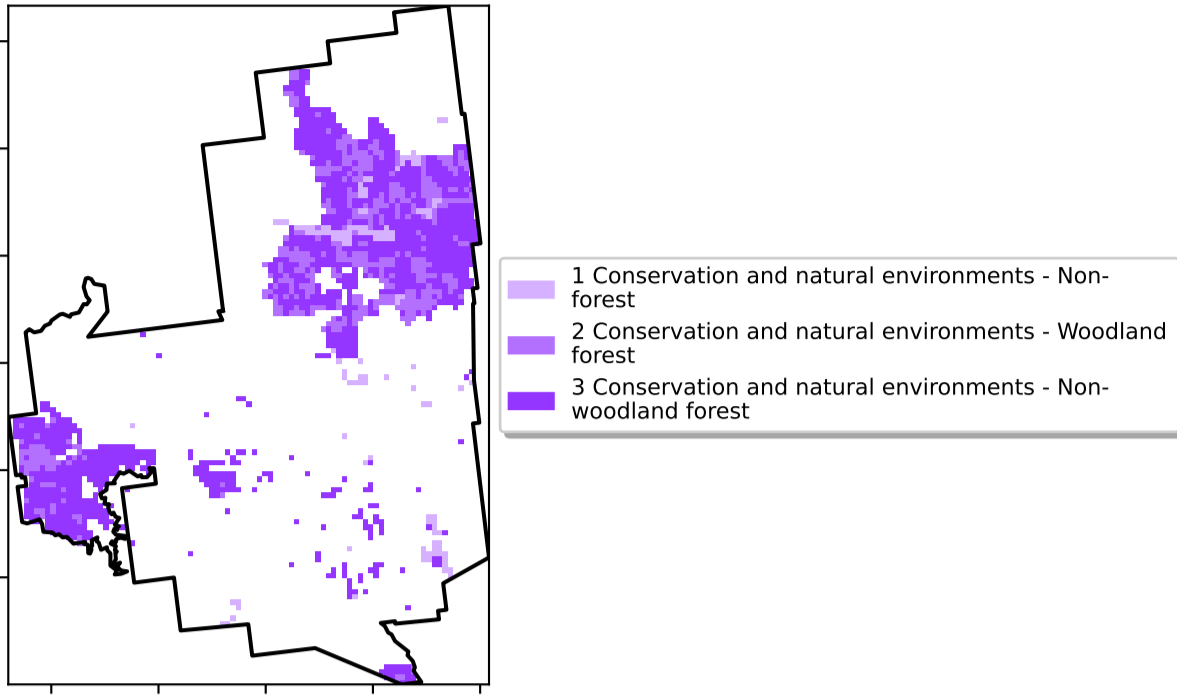 1 Conservation and natural environments - Non-
forest
2 Conservation and natural environments - Woodland
forest
3 Conservation and natural environments - Non-
woodland forest